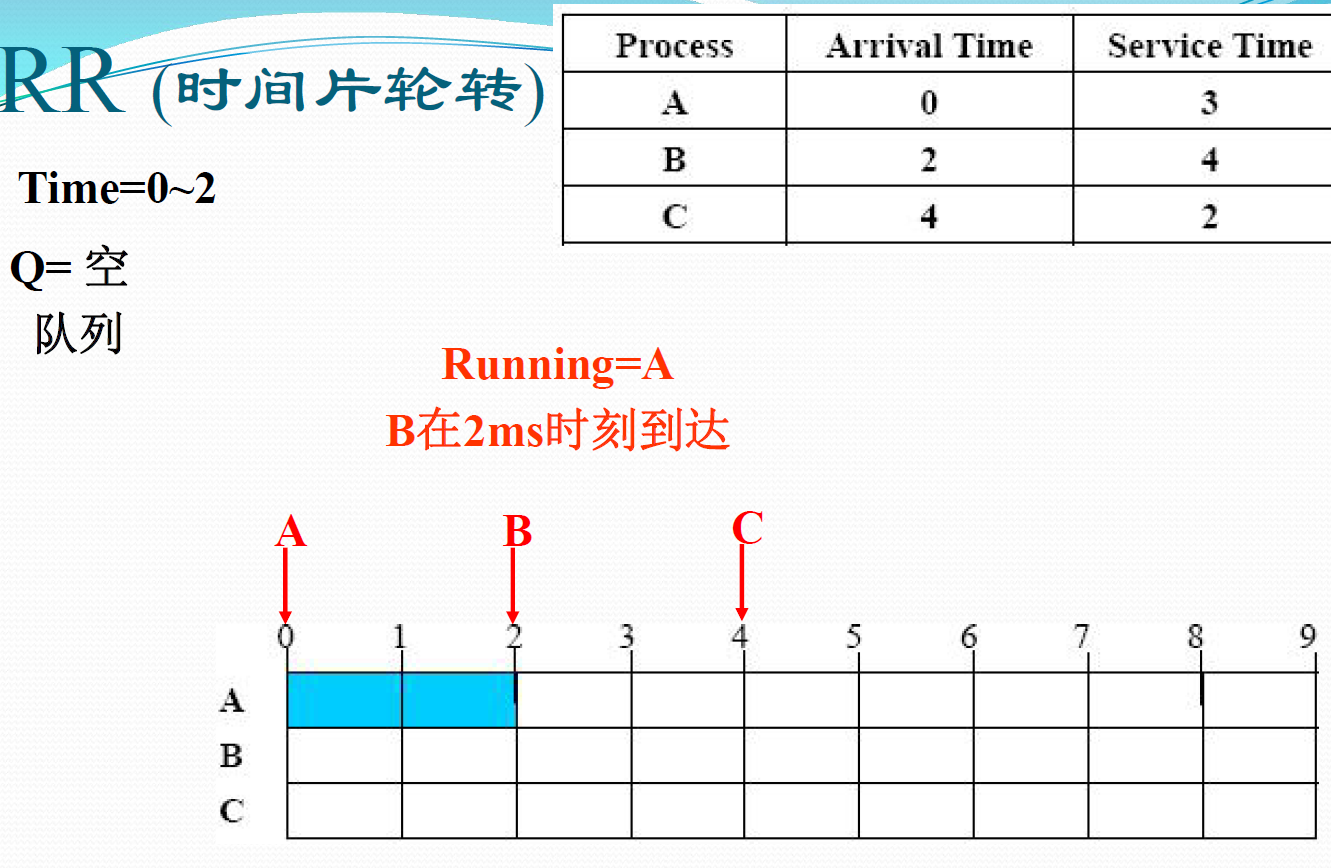 RR (时间片轮转)
Process Arrival Time Service Time
A 0 3
B 2 4
C 4 2
Time=0~2
Q= 空
队列
Running=A
B在2ms时刻到达
A B C
0 1 2 3 4 5 6 7 8 9
A
B
C